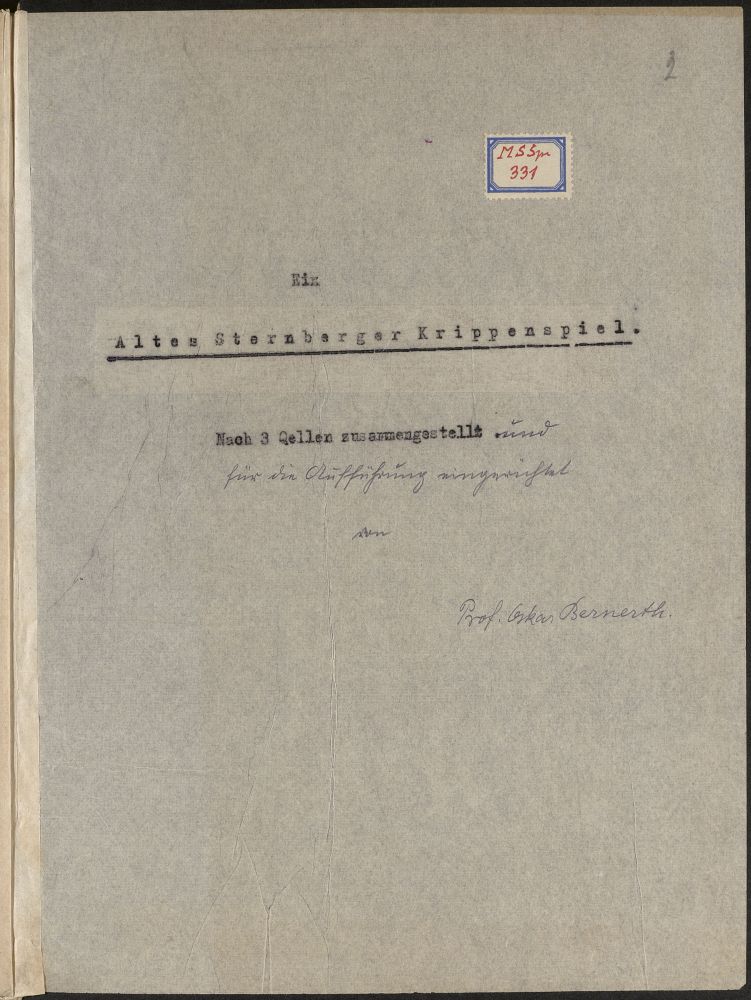 2
MSSpr
331
Ein
Altes Sternberger Krippenspiel.
Nach 3 Qellen zusammengestellt und
für die Aufführung eingerichtet
von
Prof. Oskar Bernerth.